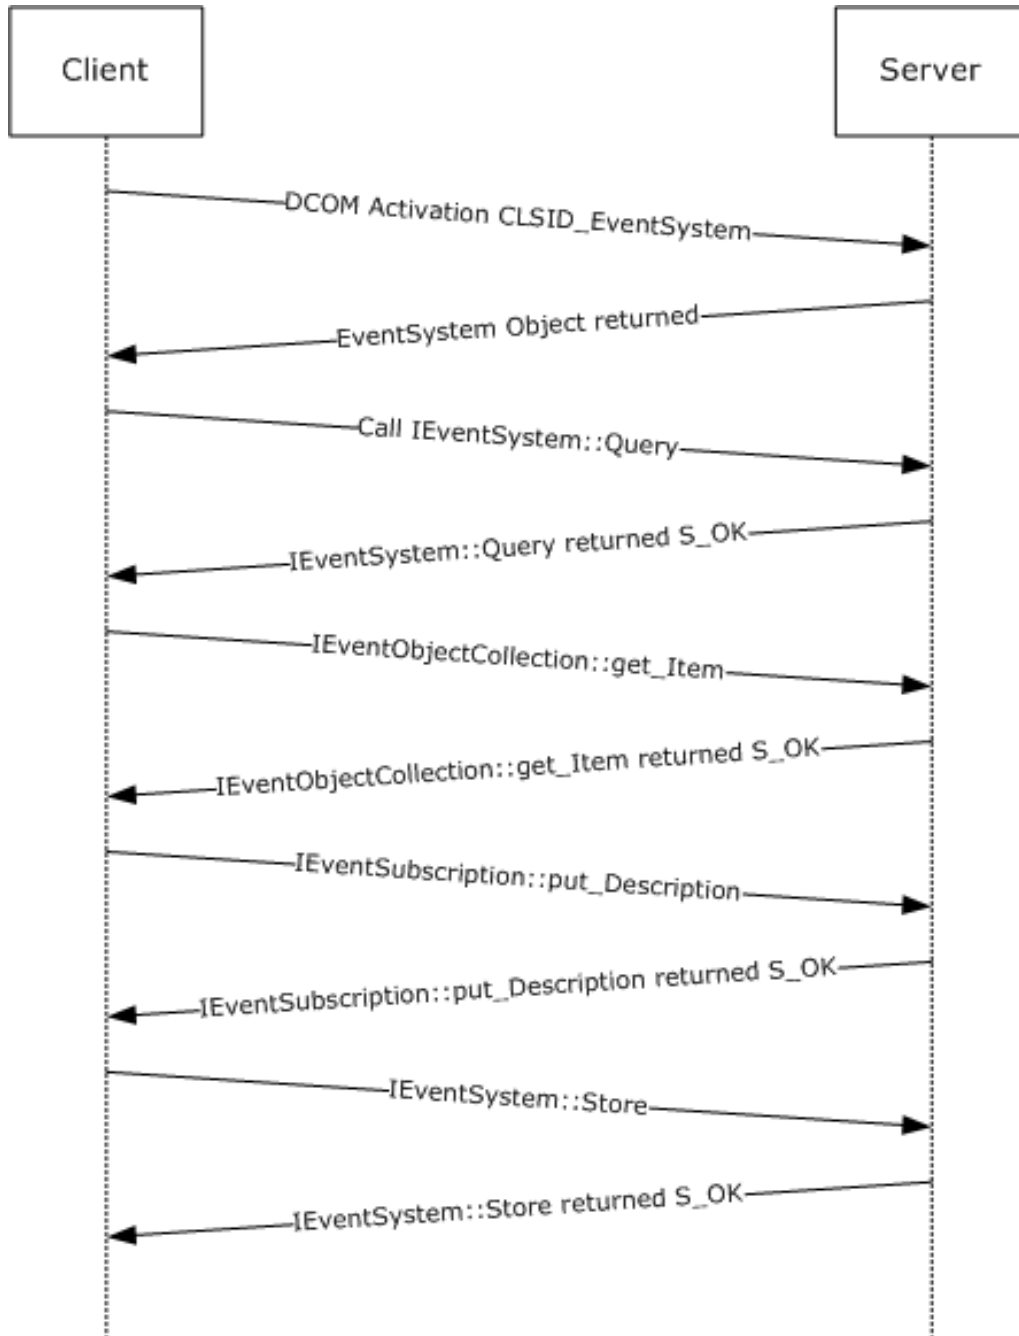 Client
Server
DCOM Activation CLSID_EventSystem
EventSystem Object returned
Call IEventSystem::Query
IEventSystem::Query returned S_OK
IEventObjectCollection::get_Item
IEventObjectCollection::get_Item returned S_OK
IEventSubscription::put_Description
IEventSubscription::put_Description returned S_OK
IEventSystem::Store
IEventSystem::Store returned S_OK